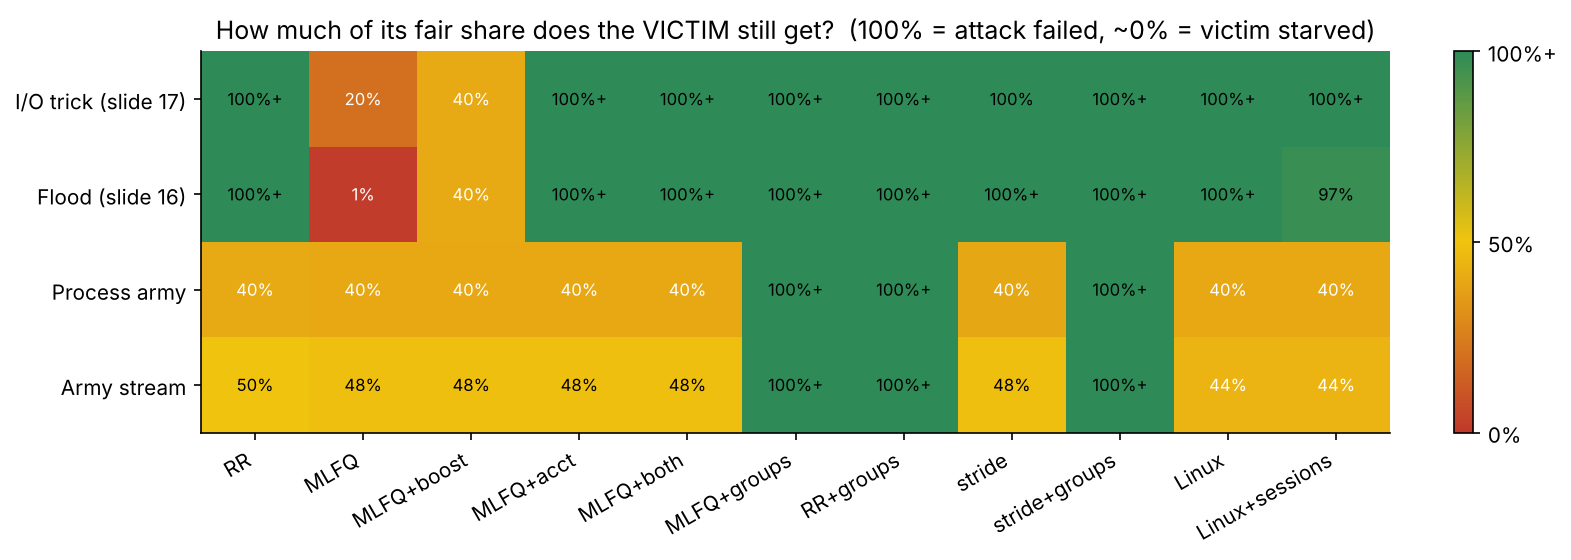 How much of its fair share does the VICTIM still get?  (100% = attack failed, ~0% = victim starved)
I/O trick (slide 17) 100%+ 20% 40% 100%+ 100%+ 100%+ 100%+ 100% 100%+ 100%+ 100%+
Flood (slide 16) 100%+ 1% 40% 100%+ 100%+ 100%+ 100%+ 100%+ 100%+ 100%+ 97%
Process army 40% 40% 40% 40% 40% 100%+ 100%+ 40% 100%+ 40% 40%
Army stream 50% 48% 48% 48% 48% 100%+ 100%+ 48% 100%+ 44% 44%
RR MLFQ MLFQ+boost MLFQ+acct MLFQ+both MLFQ+groups RR+groups stride stride+groups Linux Linux+sessions
100%+
50%
0%